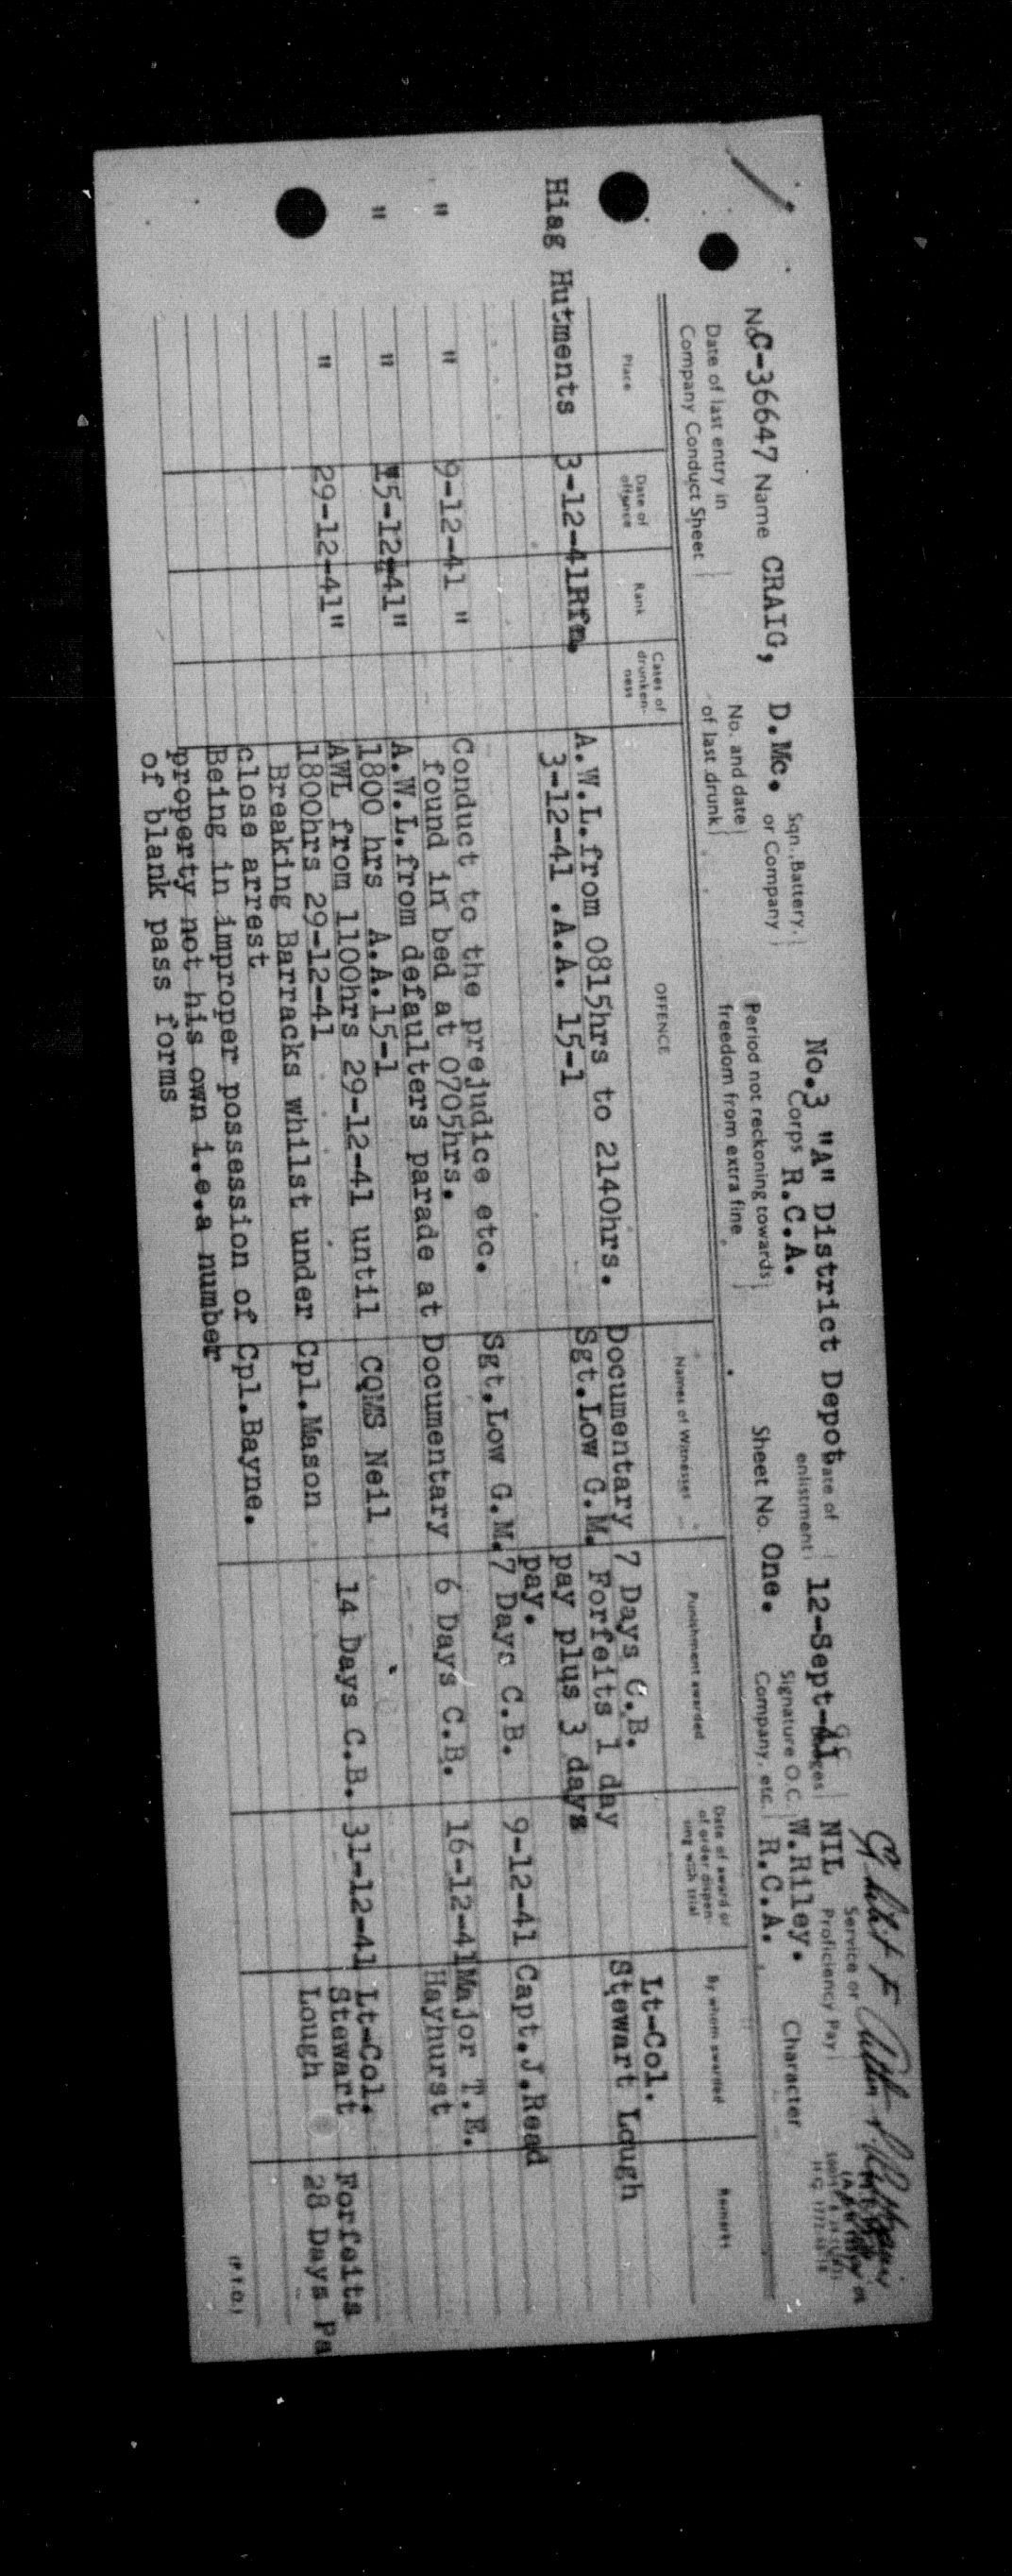 No.3 "A" District Depot
No C-36647 Name CRAIG, D.Mc. Sqn., Battery, or Company Corps R.C.A. Date of enlistment 12-Sept-41 NIL Service or Proficiency Pay
Date of last entry in Company Conduct Sheet No. and date of last drunk Period not reckoning towards freedom from extra fine Sheet No. One. Signature O.C. Company, etc. W.Riley. R.C.A. Character
Place Date of offence Rank Cases of drunken-ness OFFENCE Names of Witnesses Punishment awarded Date of award or of order dispensing with trial By whom awarded Remarks
Lt-Col.
A.W.L.from 0815hrs to 2140hrs. Documentary 7 Days C.B. Stewart Lough
Hiag Hutments 3-12-41 Rfn. 3-12-41 .A.A. 15-1 Sgt.Low G.M. Forfeits 1 day
pay plus 3 days
pay.
Conduct to the prejudice etc. Sgt.Low G.M. 7 Days C.B. 9-12-41 Capt.J.Read
" " 9-12-41 " found in bed at 0705hrs.
A.W.L.from defaulters parade at Documentary 6 Days C.B. 16-12-41 Major T.E.
" " 15-12-41 " 1800 hrs A.A.15-1 Hayhurst
AWL from 1100hrs 29-12-41 until CQMS Neil
" 29-12-41 " 1800hrs 29-12-41 14 Days C.B. 31-12-41 Lt-Col. Forfeits
Breaking Barracks whilst under Cpl.Mason Stewart 28 Days Pa
close arrest Lough
Being in improper possession of Cpl.Bayne.
property not his own i.e.a number
of blank pass forms
(P.T.O.)